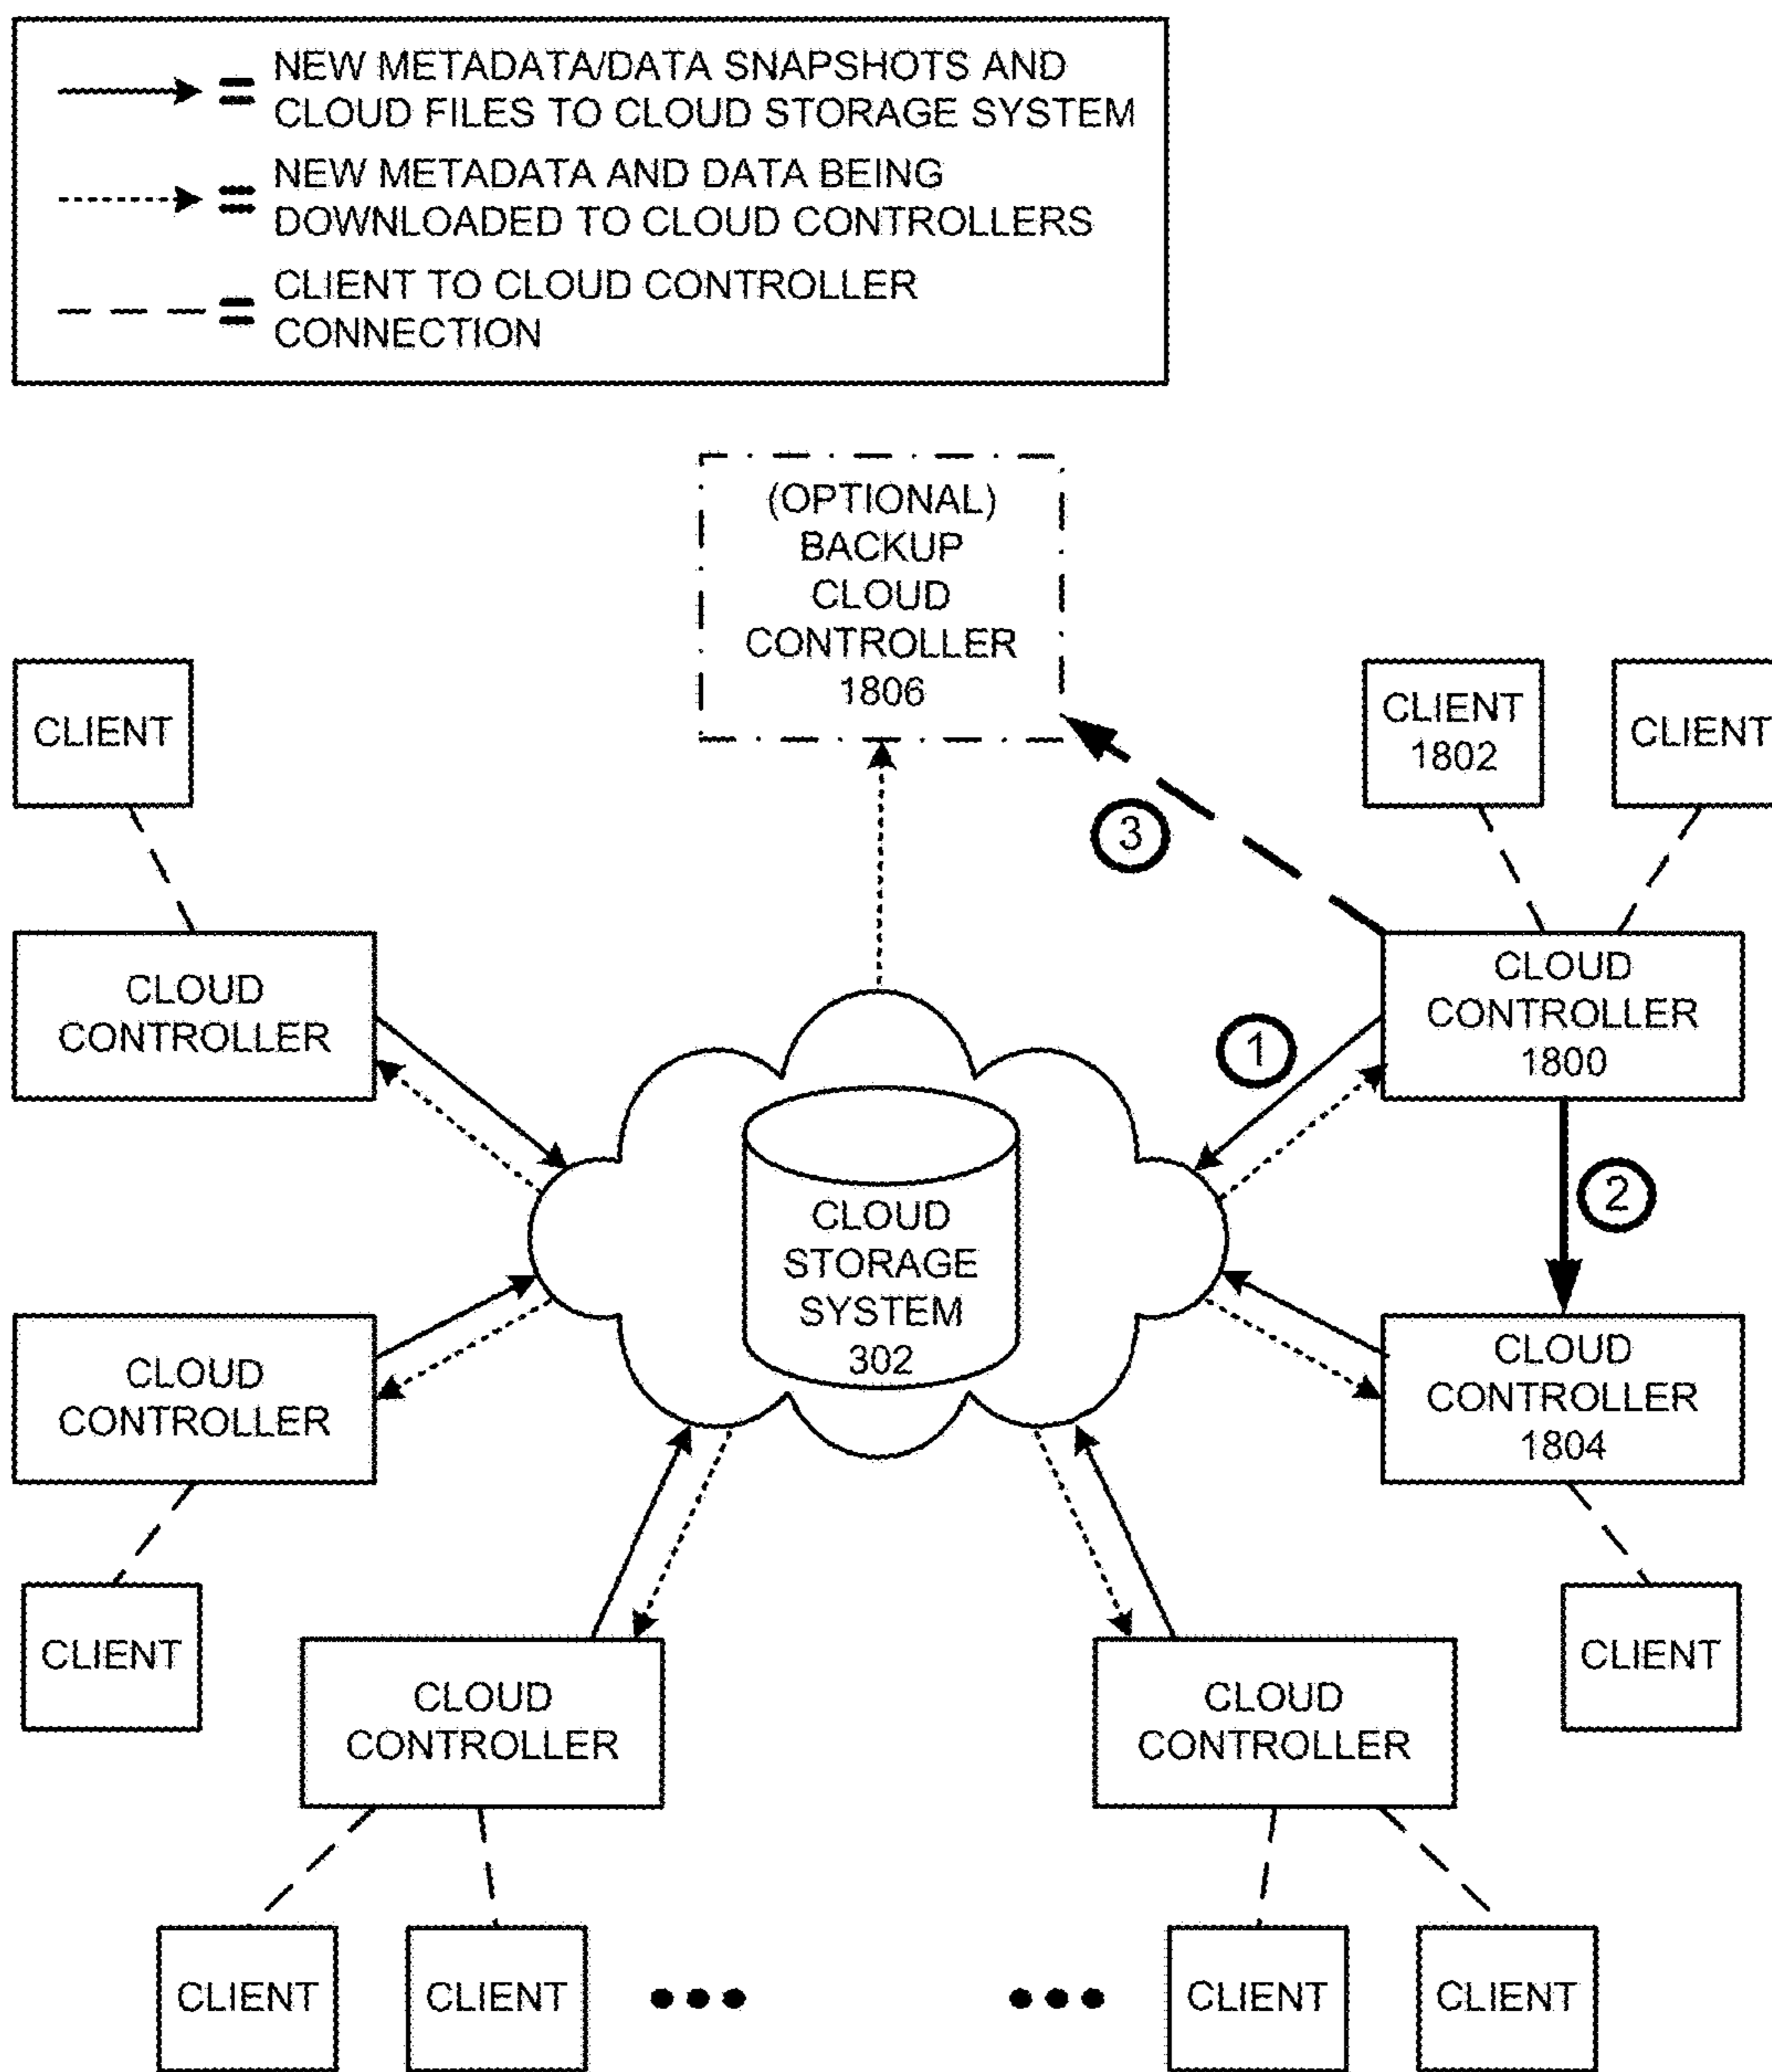 = NEW METADATA/DATA SNAPSHOTS AND
CLOUD FILES TO CLOUD STORAGE SYSTEM
= NEW METADATA AND DATA BEING
DOWNLOADED TO CLOUD CONTROLLERS
= CLIENT TO CLOUD CONTROLLER
CONNECTION
(OPTIONAL)
BACKUP
CLOUD
CONTROLLER
1806
CLIENT
CLIENT
1802
CLIENT
3
CLOUD
CONTROLLER
CLOUD
CONTROLLER
1800
1
2
CLOUD
STORAGE
SYSTEM
302
CLOUD
CONTROLLER
CLOUD
CONTROLLER
1804
CLIENT
CLIENT
CLOUD
CONTROLLER
CLOUD
CONTROLLER
CLIENT
CLIENT
•••
•••
CLIENT
CLIENT